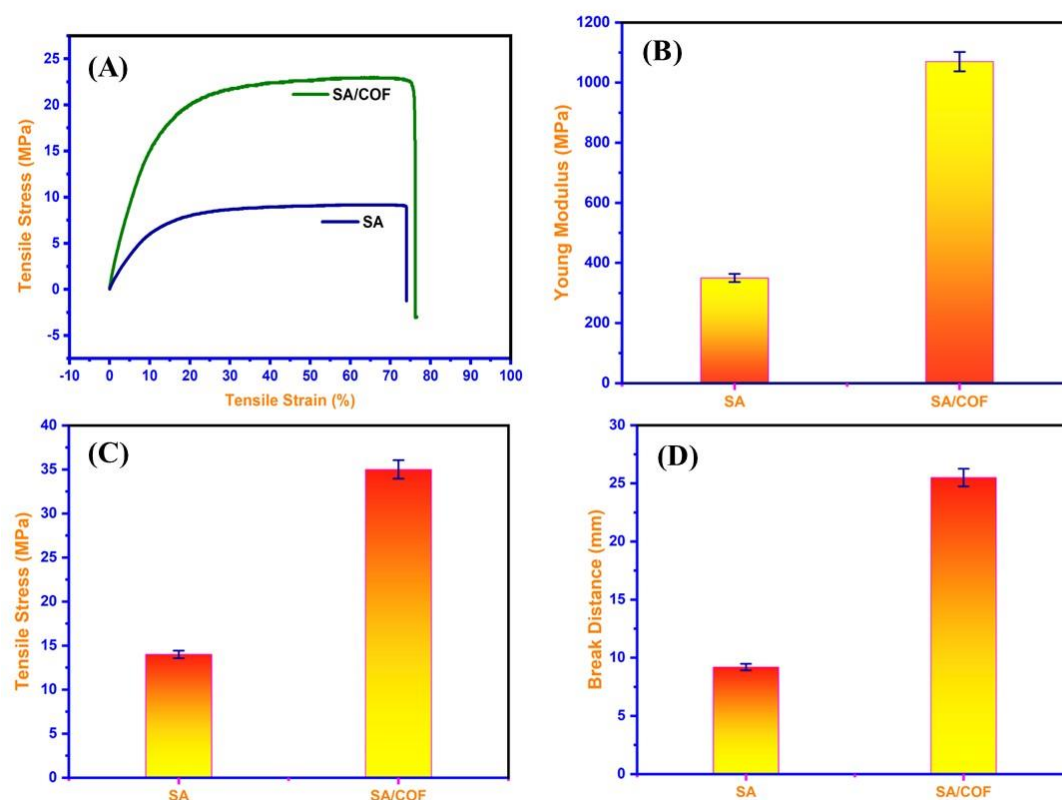 (A)
Tensile Stress (MPa)
25
20
15
10
5
0
-5
SA/COF
SA
-10 0 10 20 30 40 50 60 70 80 90 100
Tensile Strain (%)
(B)
Young Modulus (MPa)
1200
1000
800
600
400
200
0
SA SA/COF
(C)
Tensile Stress (MPa)
40
35
30
25
20
15
10
5
0
SA SA/COF
(D)
Break Distance (mm)
30
25
20
15
10
5
0
SA SA/COF